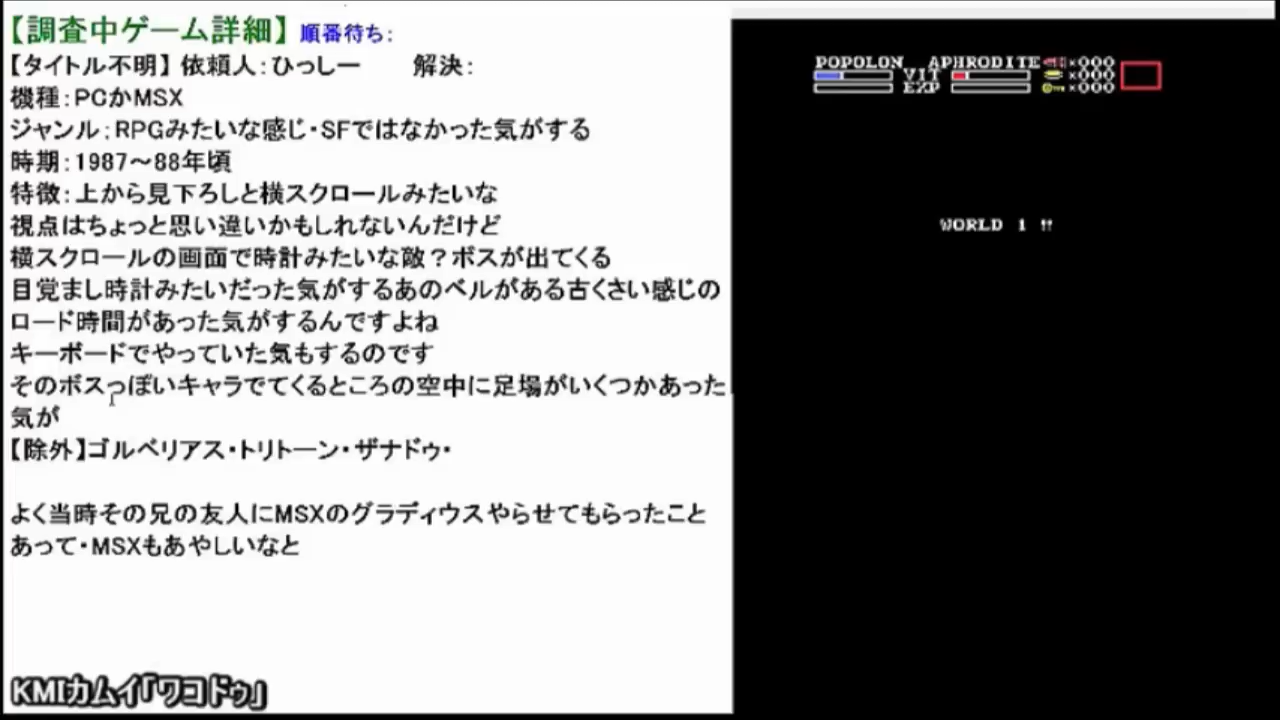 【調査中ゲーム詳細】 順番待ち:
【タイトル不明】 依頼人:ひっしー 解決:
機種:PCかMSX
ジャンル:RPGみたいな感じ・SFではなかった気がする
時期:1987〜88年頃
特徴:上から見下ろしと横スクロールみたいな
視点はちょっと思い違いかもしれないんだけど
横スクロールの画面で時計みたいな敵?ボスが出てくる
目覚まし時計みたいだった気がするあのベルがある古くさい感じの
ロード時間があった気がするんですよね
キーボードでやっていた気もするのです
そのボスっぽいキャラでてくるところの空中に足場がいくつかあった
気が
【除外】ゴルベリアス・トリトーン・ザナドゥ・
よく当時その兄の友人にMSXのグラディウスやらせてもらったこと
あって・MSXもあやしいなと
KMIカムイ「ワコドゥ」
POPOLON APHRODITE ×000
VIT ×000
EXP ×000
WORLD 1 !!